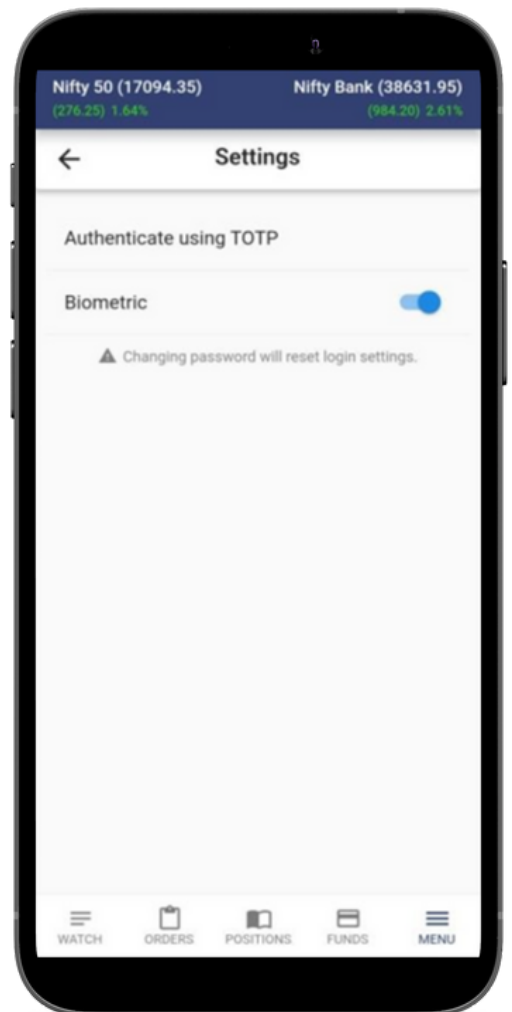 Nifty 50 (17094.35) Nifty Bank (38631.95)
(276.25) 1.64% (984.20) 2.61%
Settings
Authenticate using TOTP
Biometric
Changing password will reset login settings.
WATCH ORDERS POSITIONS FUNDS MENU